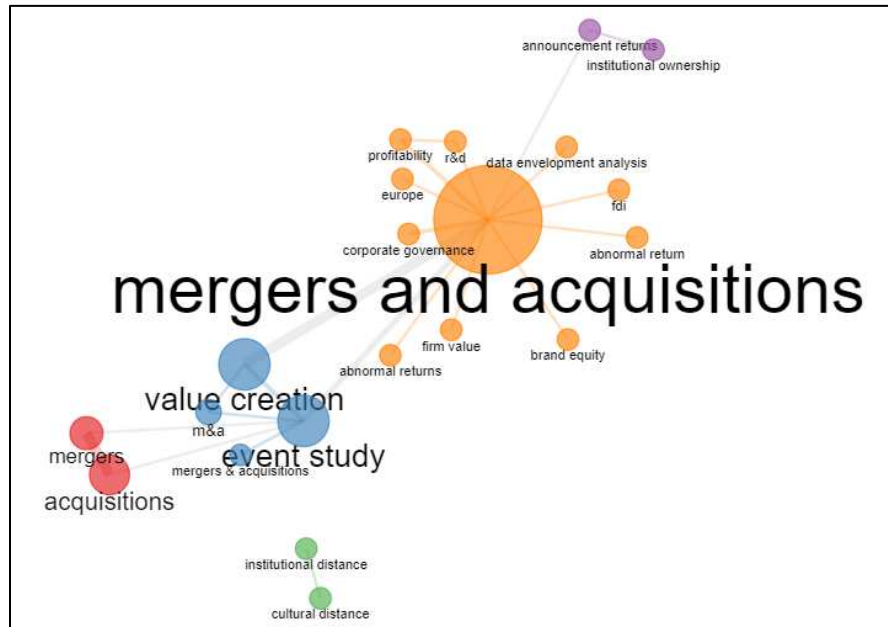 announcement returns
institutional ownership
profitability
r&d
data envelopment analysis
europe
fdi
corporate governance
abnormal return
mergers and acquisitions
firm value
brand equity
abnormal returns
value creation
m&a
event study
mergers
mergers & acquisitions
acquisitions
institutional distance
cultural distance